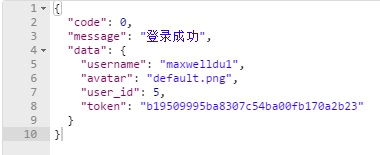 1 {
2 "code": 0,
3 "message": "登录成功",
4 "data": {
5 "username": "maxwelldu1",
6 "avatar": "default.png",
7 "user_id": 5,
8 "token": "b19509995ba8307c54ba00fb170a2b23"
9 }
10 }